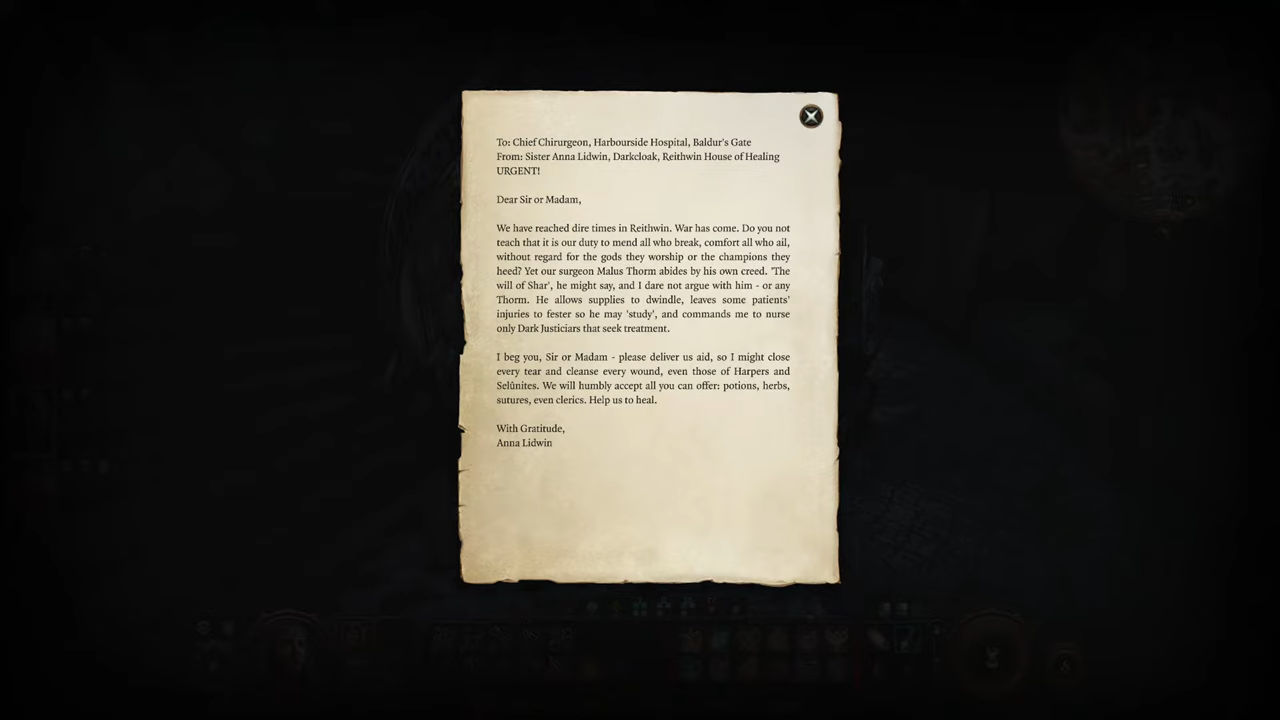 To: Chief Chirurgeon, Harbourside Hospital, Baldur's Gate
From: Sister Anna Lidwin, Darkcloak, Reithwin House of Healing
URGENT!
Dear Sir or Madam,
We have reached dire times in Reithwin. War has come. Do you not
teach that it is our duty to mend all who break, comfort all who ail,
without regard for the gods they worship or the champions they
heed? Yet our surgeon Malus Thorm abides by his own creed. 'The
will of Shar', he might say, and I dare not argue with him - or any
Thorm. He allows supplies to dwindle, leaves some patients'
injuries to fester so he may 'study', and commands me to nurse
only Dark Justiciars that seek treatment.
I beg you, Sir or Madam - please deliver us aid, so I might close
every tear and cleanse every wound, even those of Harpers and
Selûnites. We will humbly accept all you can offer: potions, herbs,
sutures, even clerics. Help us to heal.
With Gratitude,
Anna Lidwin